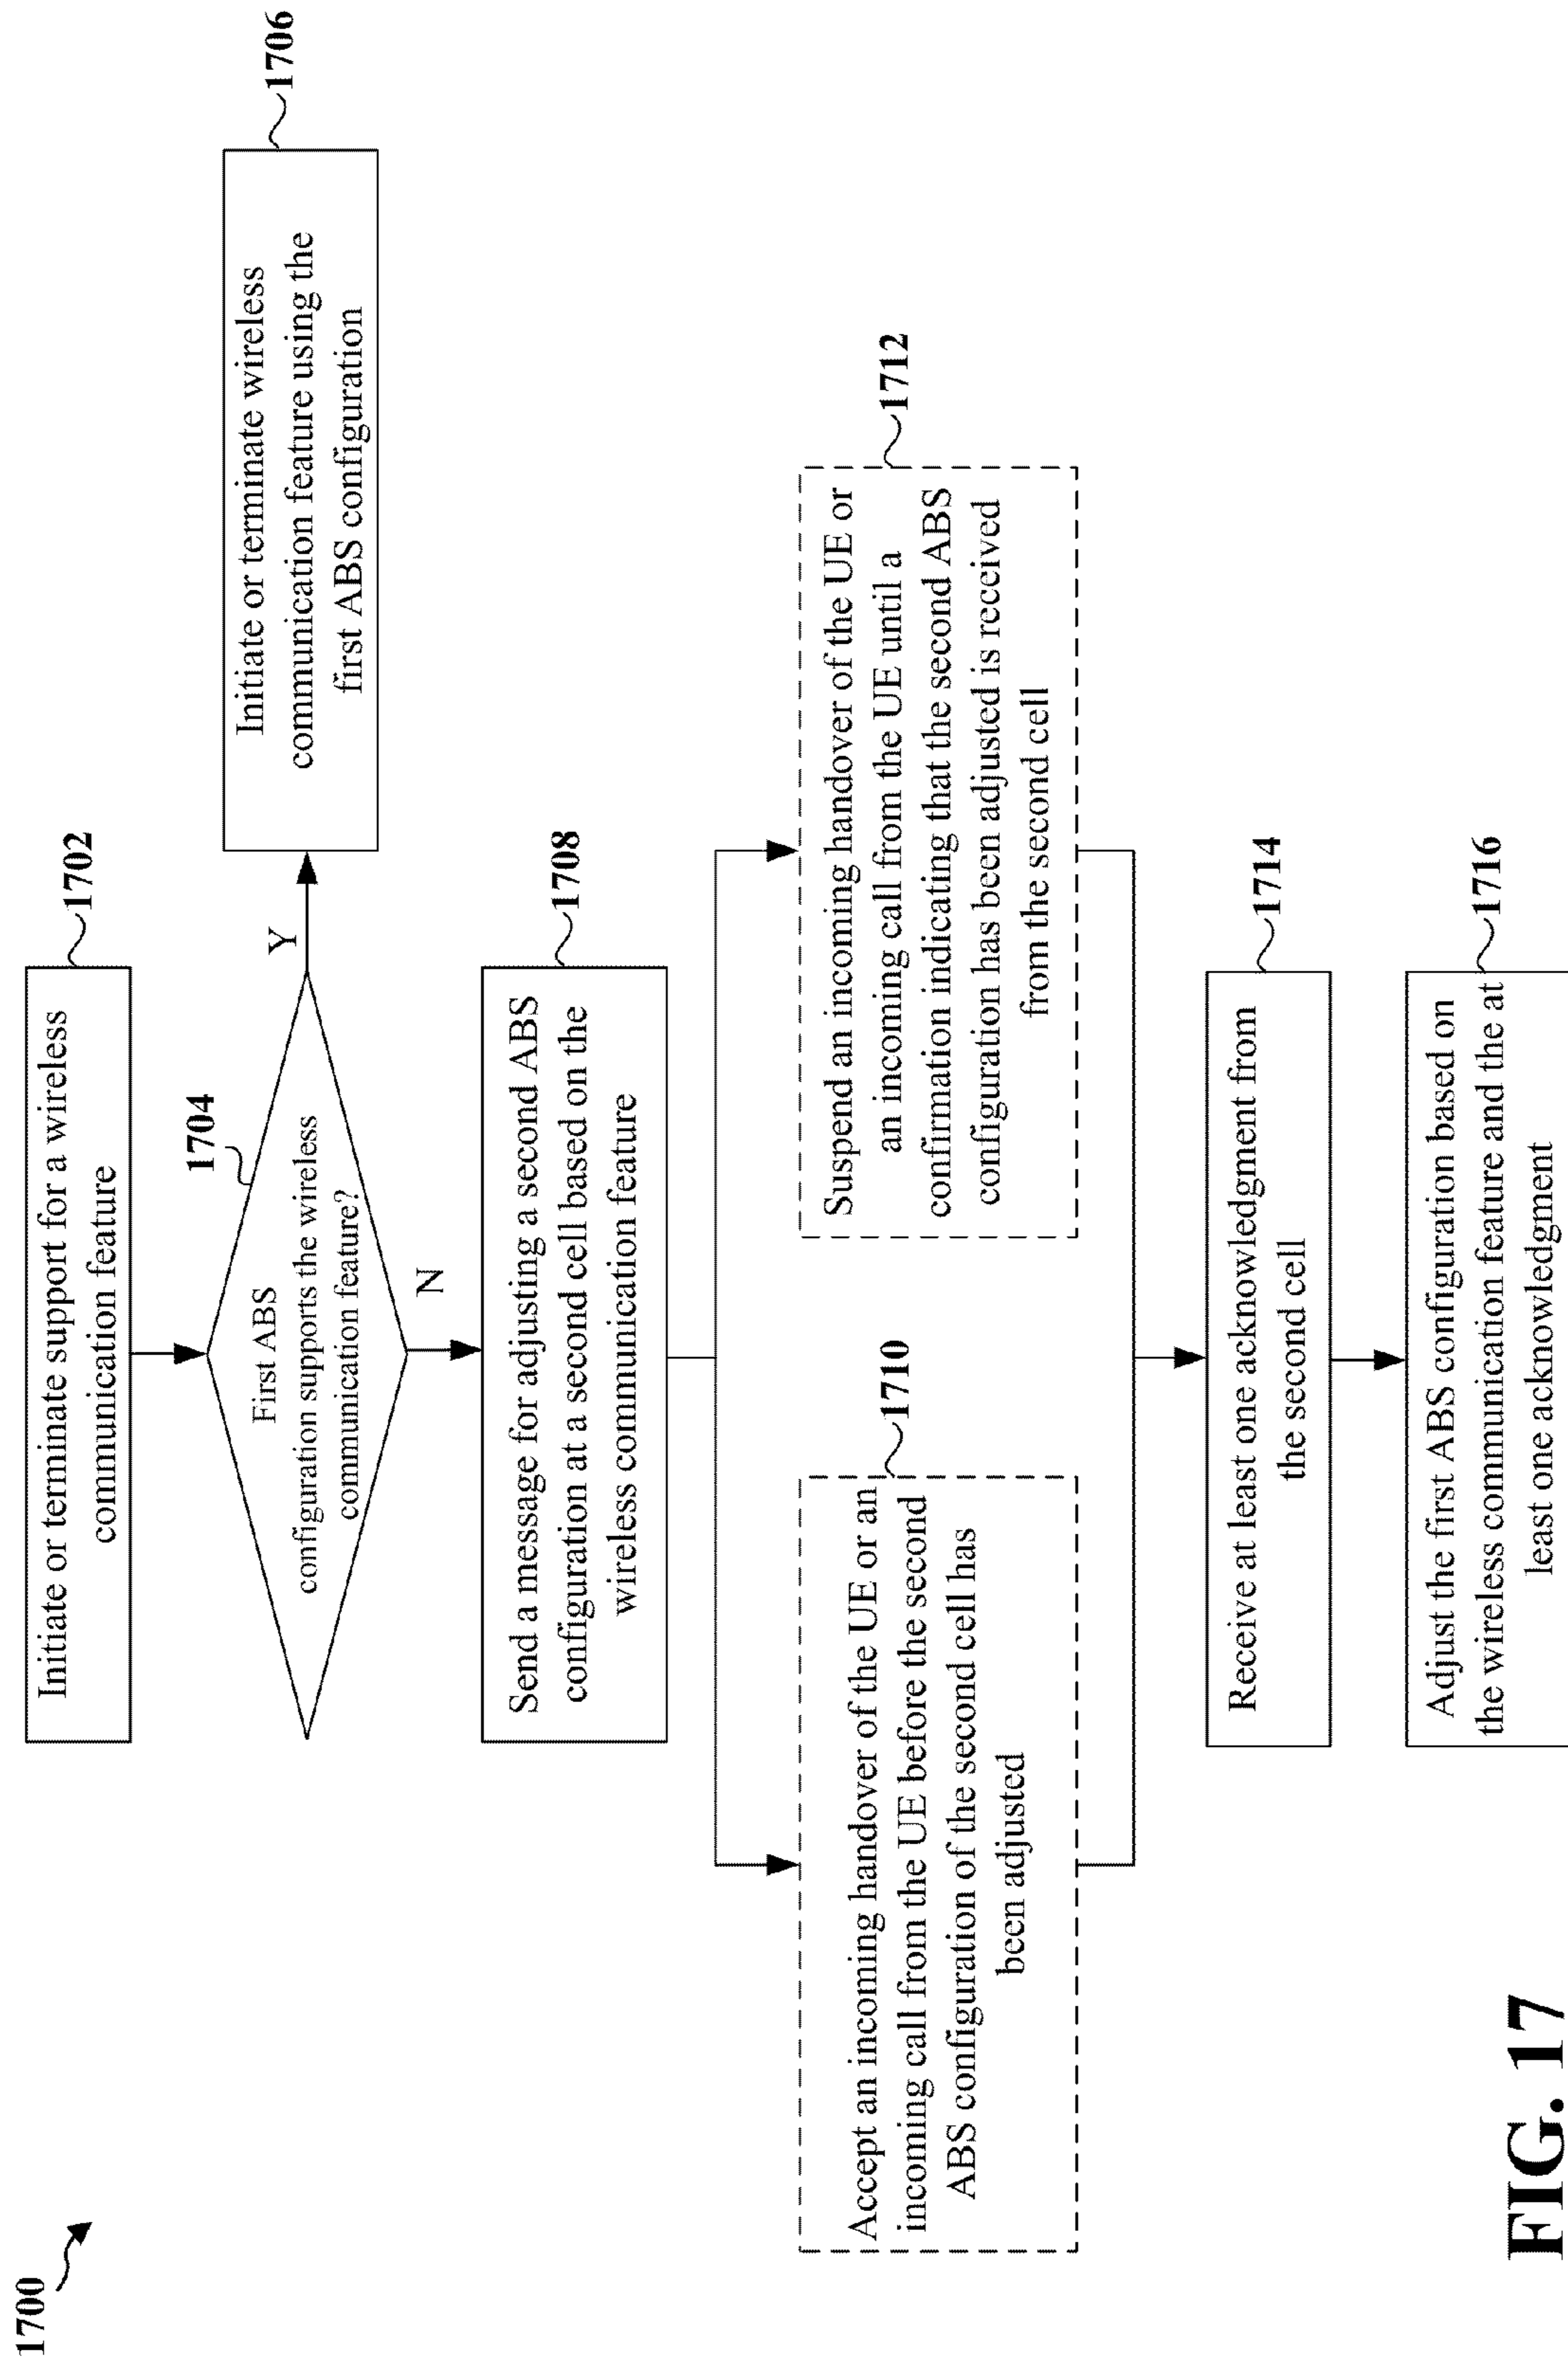 1700
Initiate or terminate support for a wireless
communication feature
1702
1704
First ABS
configuration supports the wireless
communication feature?
Y
N
Initiate or terminate wireless
communication feature using the
first ABS configuration
1706
Send a message for adjusting a second ABS
configuration at a second cell based on the
wireless communication feature
1708
Accept an incoming handover of the UE or an
incoming call from the UE before the second
ABS configuration of the second cell has
been adjusted
1710
Suspend an incoming handover of the UE or
an incoming call from the UE until a
confirmation indicating that the second ABS
configuration has been adjusted is received
from the second cell
1712
Receive at least one acknowledgment from
the second cell
1714
Adjust the first ABS configuration based on
the wireless communication feature and the at
least one acknowledgment
1716
FIG. 17